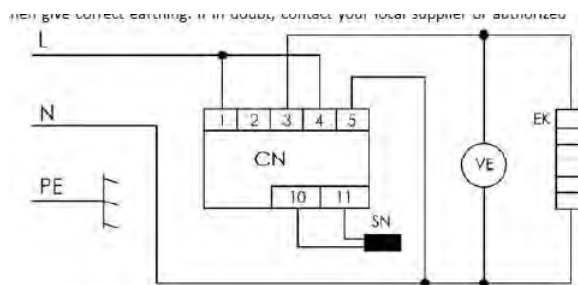 then give correct earthing. If in doubt, contact your local supplier or authorized
L
N
PE
1 2 3 4 5
CN
10 11
SN
VE
EK